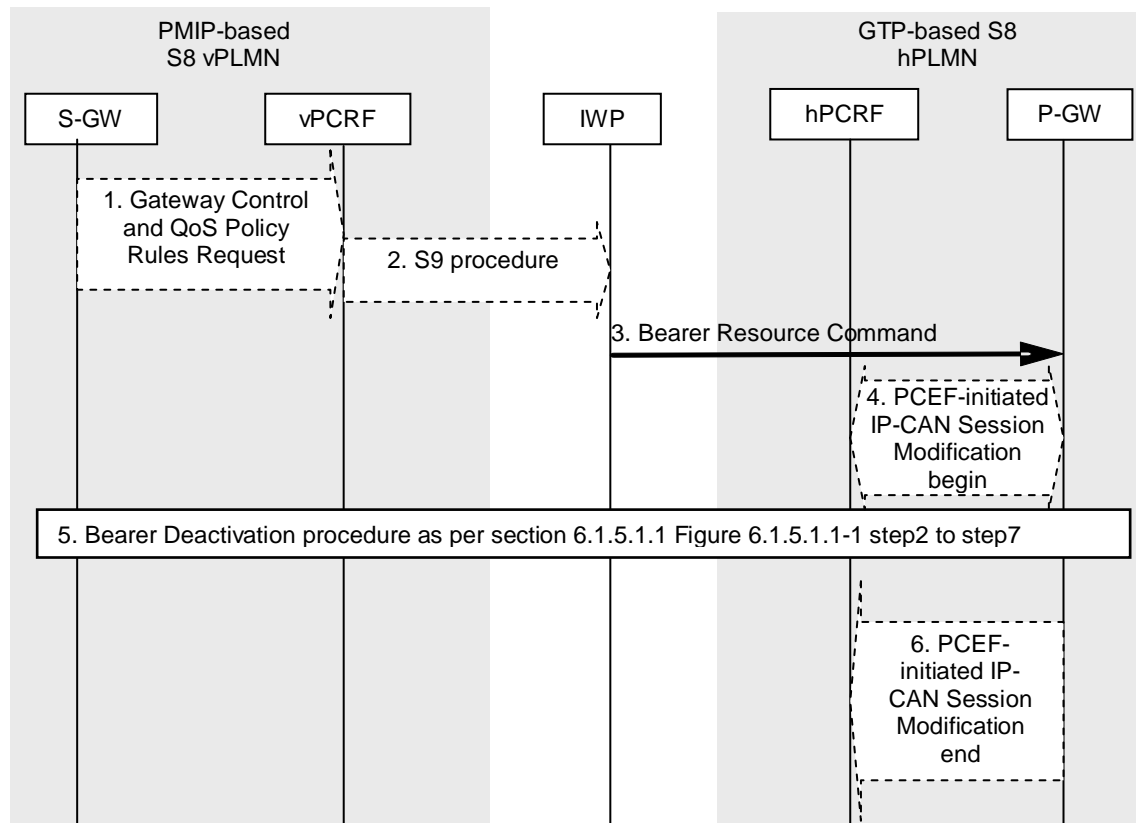 PMIP-based
S8 vPLMN
GTP-based S8
hPLMN
S-GW
vPCRF
IWP
hPCRF
P-GW
1. Gateway Control
and QoS Policy
Rules Request
2. S9 procedure
3. Bearer Resource Command
4. PCEF-initiated
IP-CAN Session
Modification
begin
5. Bearer Deactivation procedure as per section 6.1.5.1.1 Figure 6.1.5.1.1-1 step2 to step7
6. PCEF-
initiated IP-
CAN Session
Modification
end